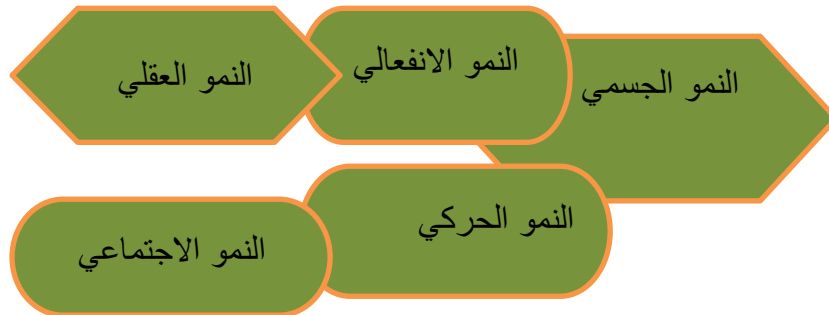 النمو الجسمي
النمو الانفعالي
النمو العقلي
النمو الحركي
النمو الاجتماعي